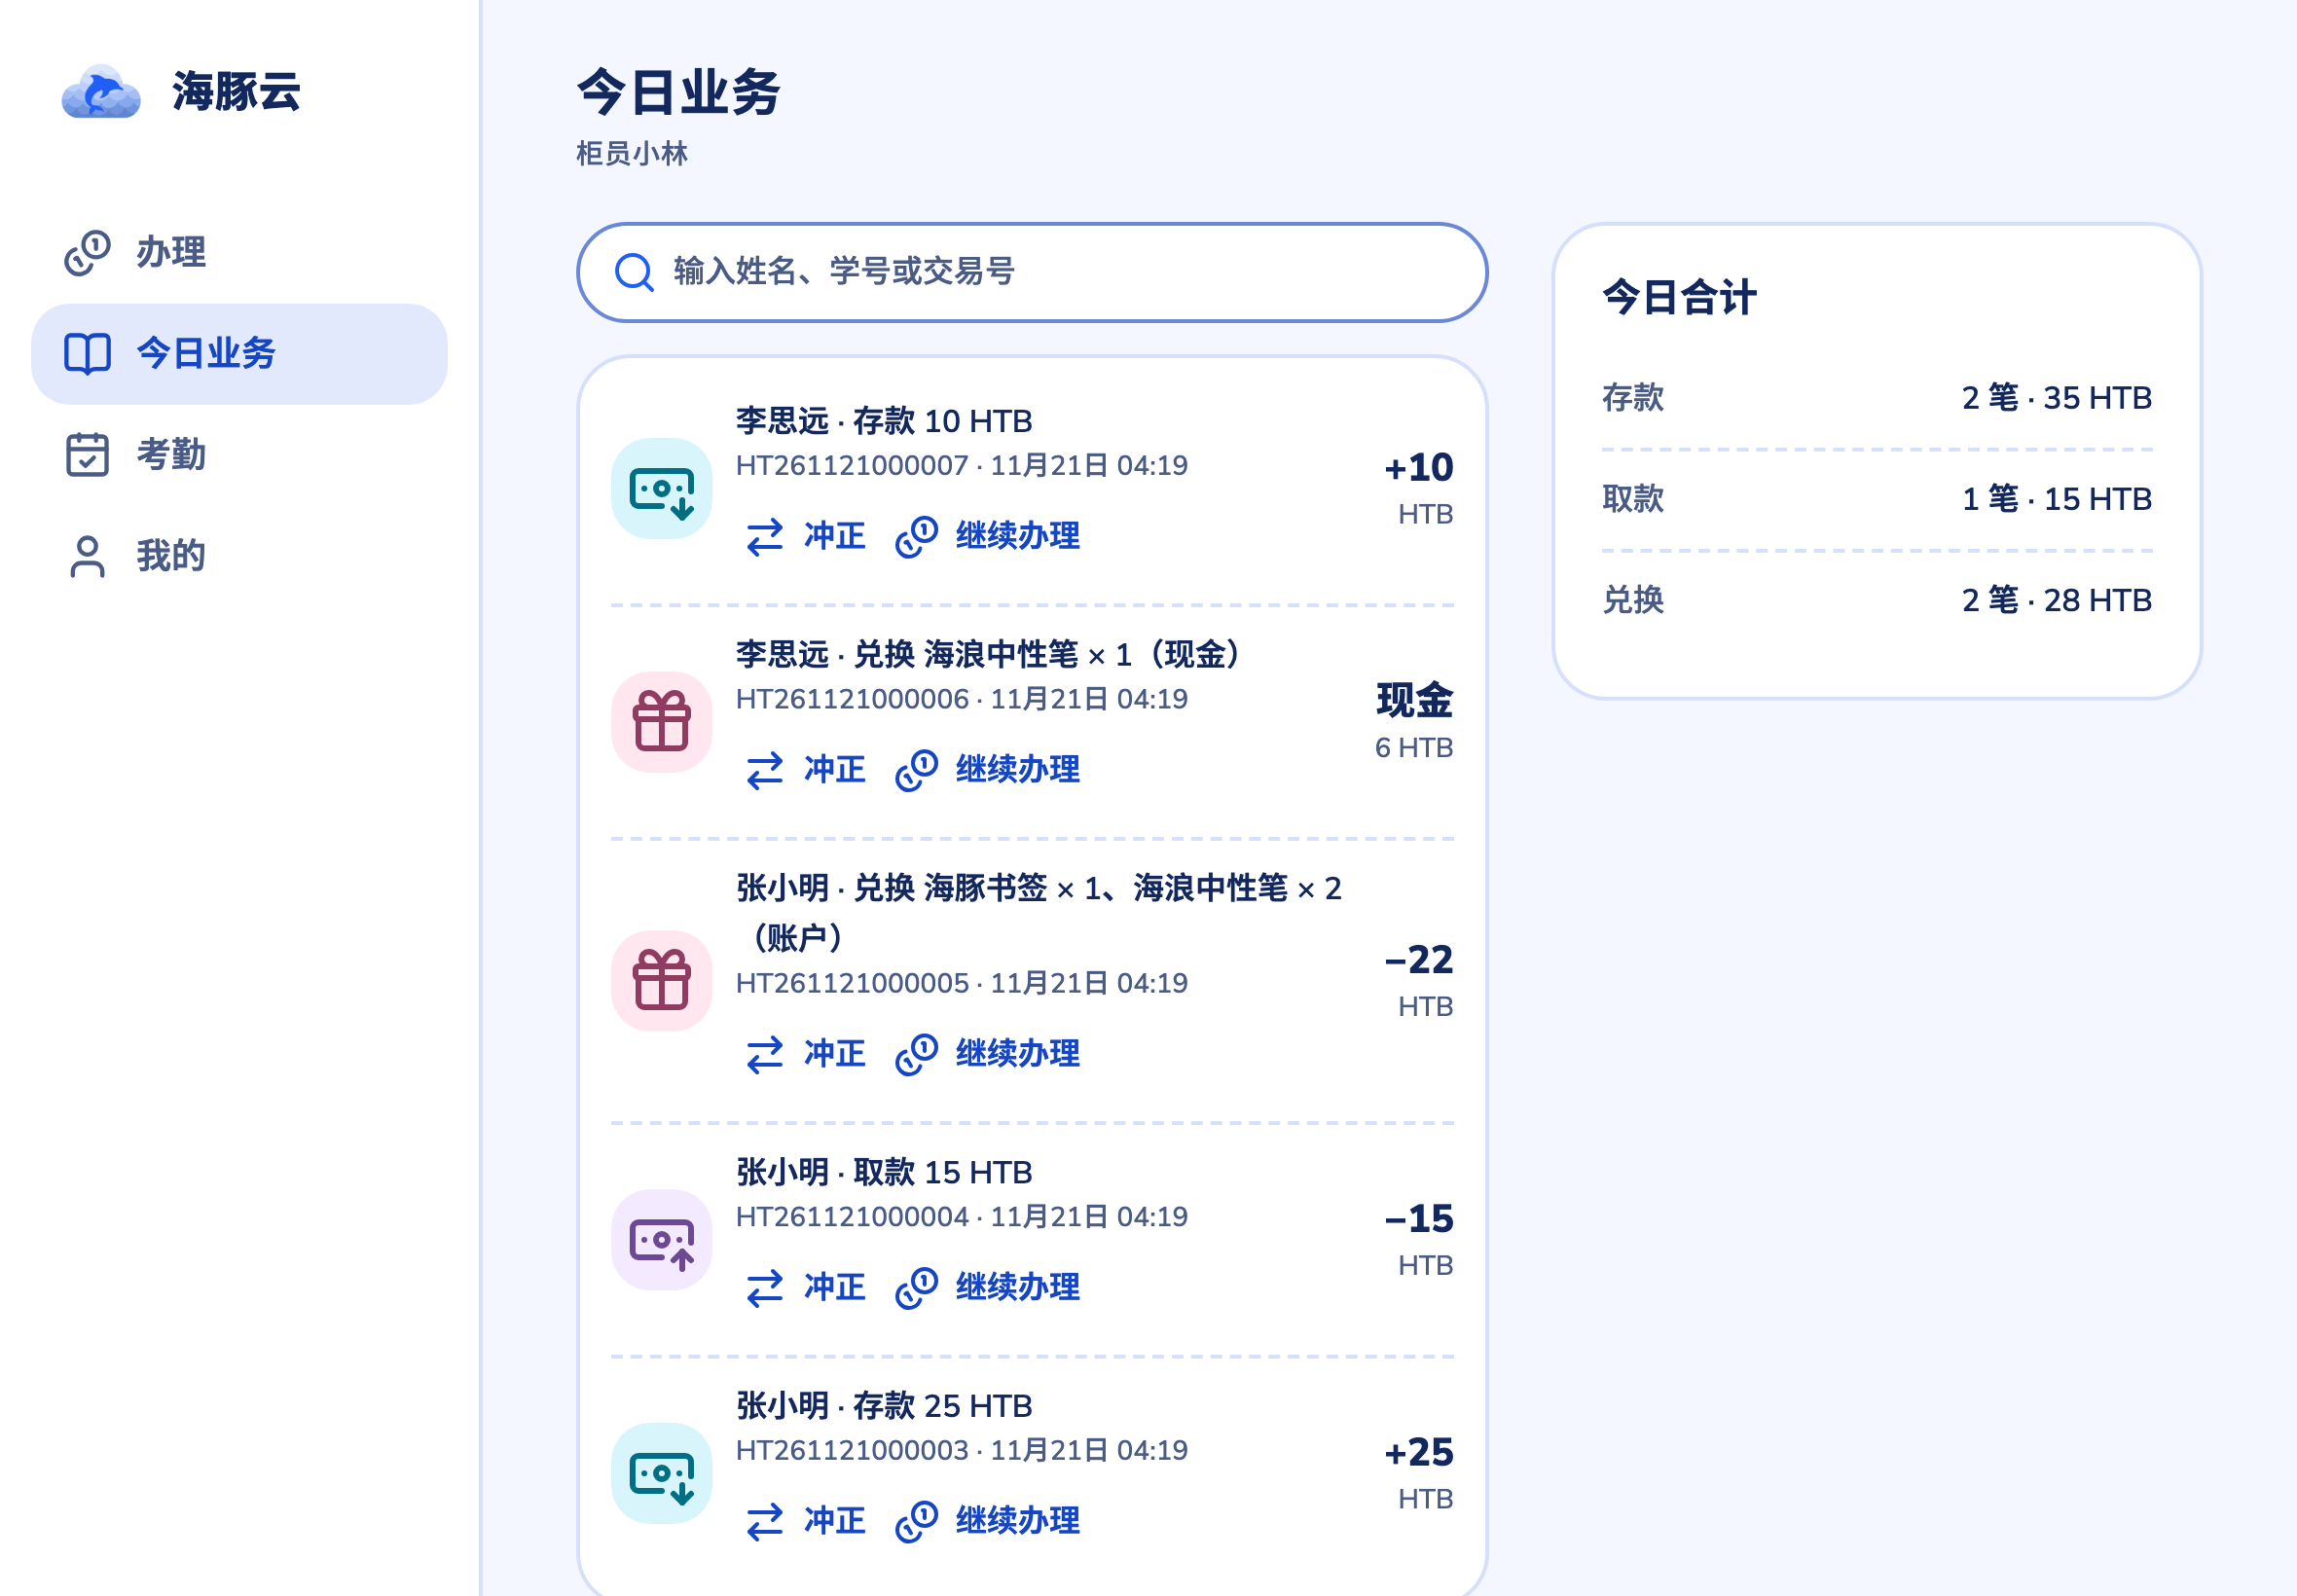 海豚云
办理
今日业务
考勤
我的
今日业务
柜员小林
输入姓名、学号或交易号
李思远 · 存款 10 HTB
HT261121000007 · 11月21日 04:19
冲正 继续办理
+10
HTB
李思远 · 兑换 海浪中性笔 × 1（现金）
HT261121000006 · 11月21日 04:19
冲正 继续办理
现金
6 HTB
张小明 · 兑换 海豚书签 × 1、海浪中性笔 × 2
（账户）
HT261121000005 · 11月21日 04:19
冲正 继续办理
−22
HTB
张小明 · 取款 15 HTB
HT261121000004 · 11月21日 04:19
冲正 继续办理
−15
HTB
张小明 · 存款 25 HTB
HT261121000003 · 11月21日 04:19
冲正 继续办理
+25
HTB
今日合计
存款 2 笔 · 35 HTB
取款 1 笔 · 15 HTB
兑换 2 笔 · 28 HTB